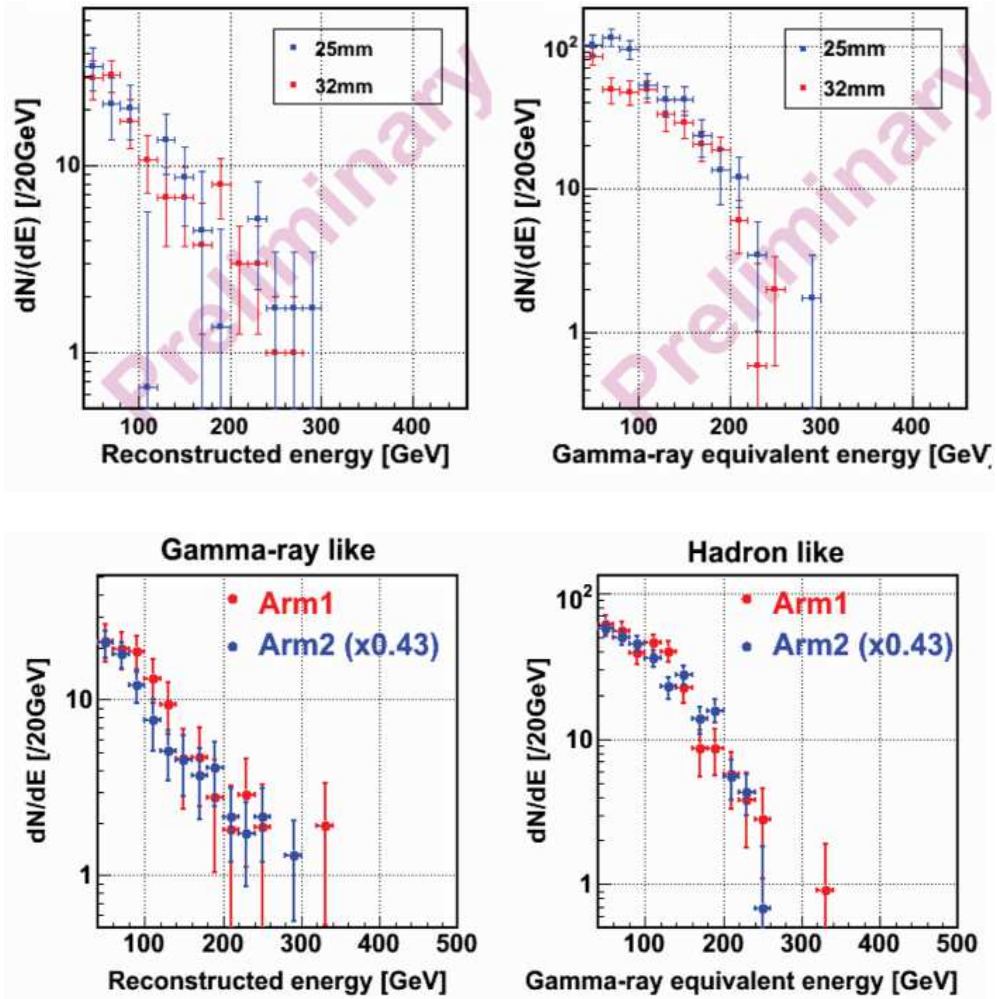 dN/(dE) [/20GeV]
10
1
25mm
32mm
Preliminary
100 200 300 400
Reconstructed energy [GeV]
dN/(dE) [/20GeV]
10²
10
1
25mm
32mm
Preliminary
100 200 300 400
Gamma-ray equivalent energy [GeV]
Gamma-ray like
dN/dE [/20GeV]
10
1
Arm1
Arm2 (x0.43)
100 200 300 400 500
Reconstructed energy [GeV]
Hadron like
dN/dE [/20GeV]
10²
10
1
Arm1
Arm2 (x0.43)
100 200 300 400 500
Gamma-ray equivalent energy [GeV]